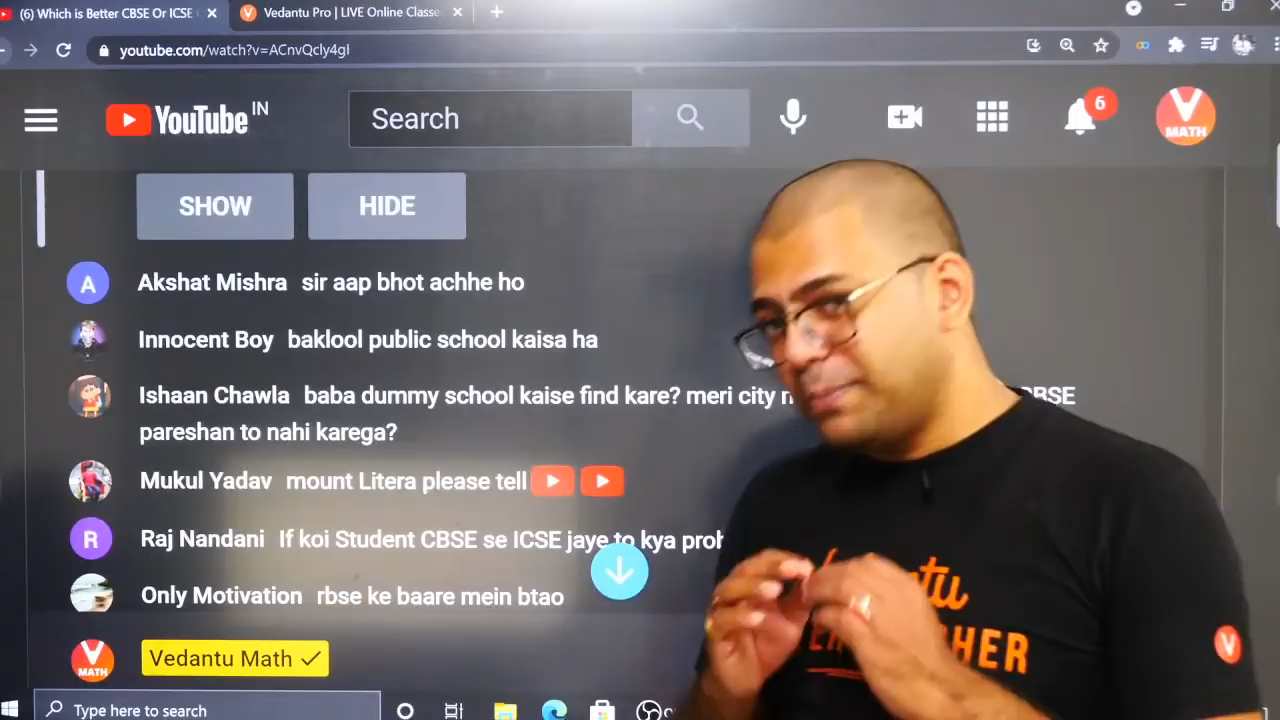 (6) Which is Better CBSE Or ICSE
Vedantu Pro | LIVE Online Classe
youtube.com/watch?v=ACnvQcly4gI
YouTube IN
Search
6
V MATH
SHOW
HIDE
A
Akshat Mishra sir aap bhot achhe ho
Innocent Boy baklool public school kaisa ha
Ishaan Chawla baba dummy school kaise find kare? meri city CBSE
pareshan to nahi karega?
Mukul Yadav mount Litera please tell
R
Raj Nandani If koi Student CBSE se ICSE jaye to kya
Only Motivation rbse ke baare mein btao
V MATH
Vedantu Math
V
Type here to search